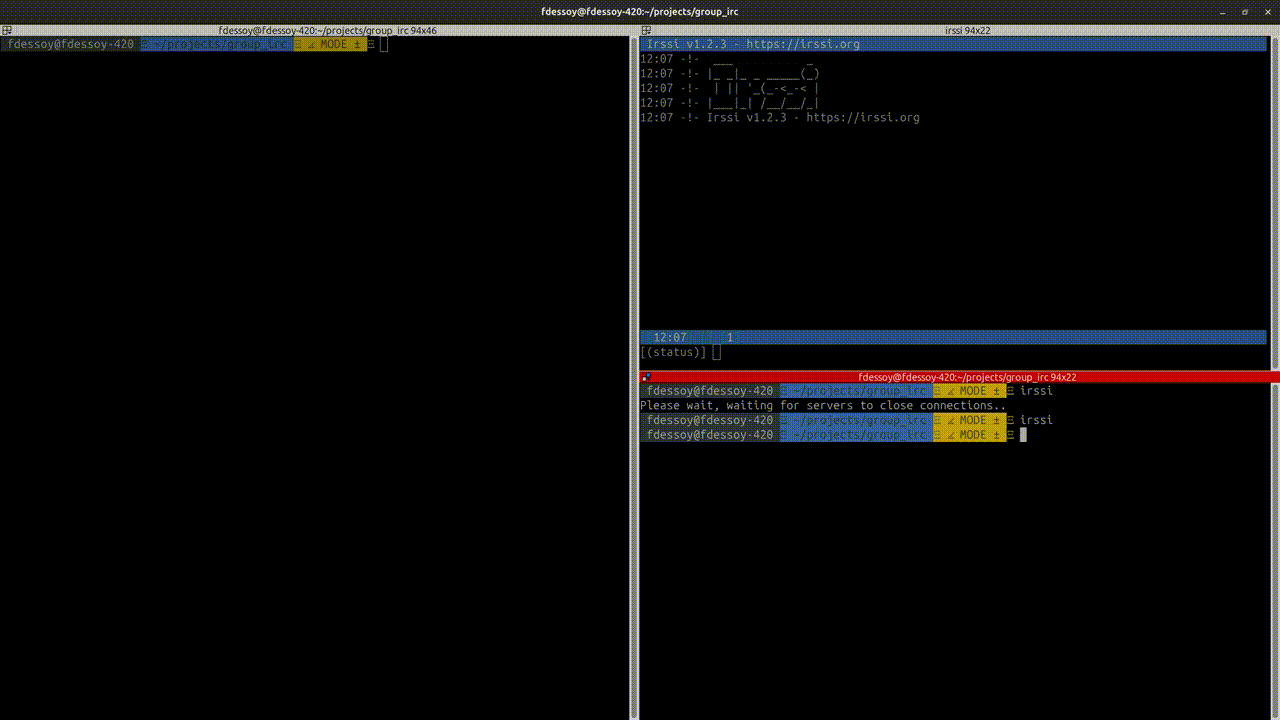 fdessoy@fdessoy-420:~/projects/group_irc
fdessoy@fdessoy-420:~/projects/group_irc 94x46
fdessoy@fdessoy-420 ~/projects/group_irc MODE ±
irssi 94x22
Irssi v1.2.3 - https://irssi.org
12:07 -!-  ___           _
12:07 -!- |_ _|_ _ _____(_)
12:07 -!-  | || '_(_-<_-< |
12:07 -!- |___|_| /__/__/_|
12:07 -!- Irssi v1.2.3 - https://irssi.org
12:07 1
[(status)]
fdessoy@fdessoy-420:~/projects/group_irc 94x22
fdessoy@fdessoy-420 ~/projects/group_irc MODE ± irssi
Please wait, waiting for servers to close connections..
fdessoy@fdessoy-420 ~/projects/group_irc MODE ± irssi
fdessoy@fdessoy-420 ~/projects/group_irc MODE ±